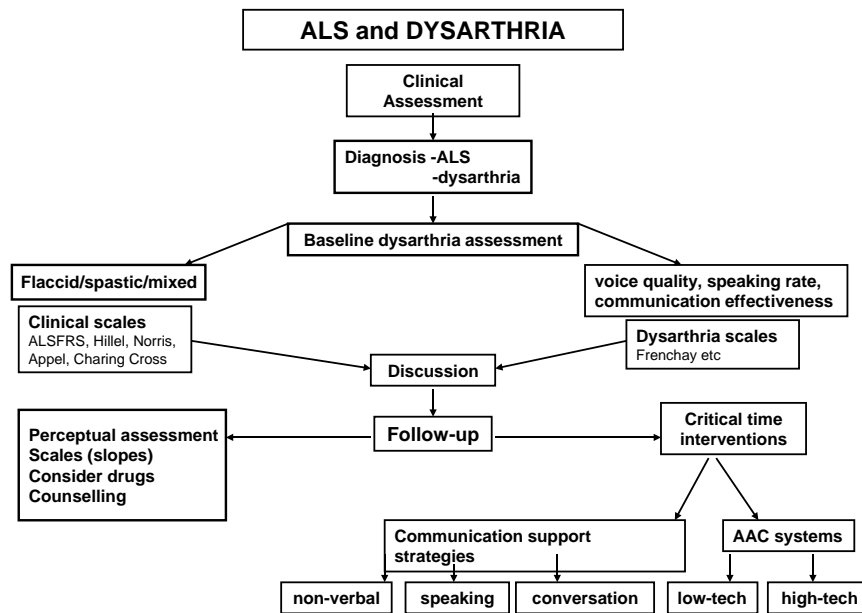 ALS and DYSARTHRIA
Clinical
Assessment
Diagnosis -ALS
-dysarthria
Baseline dysarthria assessment
Flaccid/spastic/mixed
voice quality, speaking rate,
communication effectiveness
Clinical scales
ALSFRS, Hillel, Norris,
Appel, Charing Cross
Dysarthria scales
Frenchay etc
Discussion
Perceptual assessment
Scales (slopes)
Consider drugs
Counselling
Follow-up
Critical time
interventions
Communication support
strategies
AAC systems
non-verbal
speaking
conversation
low-tech
high-tech